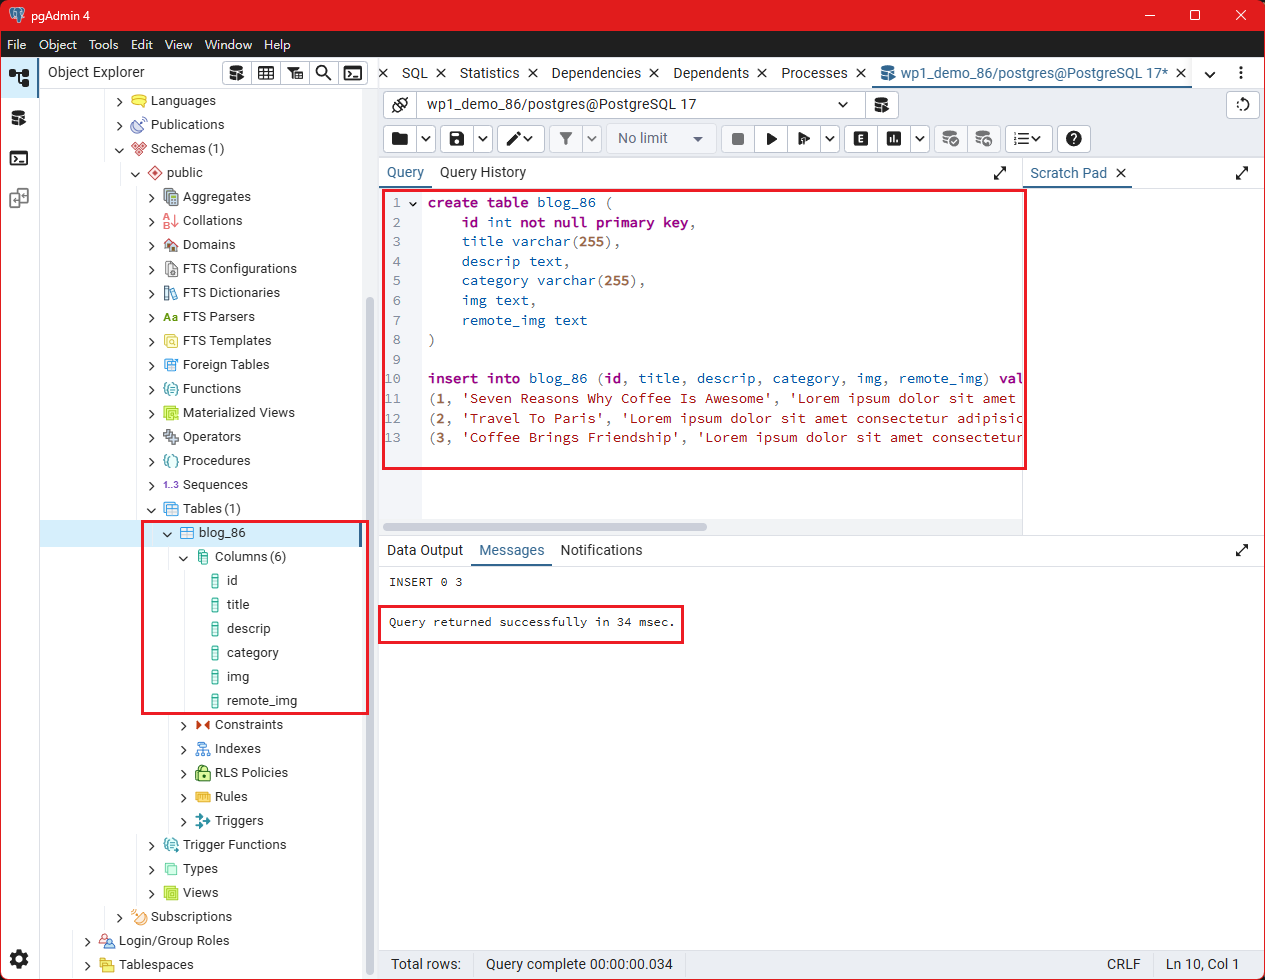 pgAdmin 4
File Object Tools Edit View Window Help
Object Explorer
SQL Statistics Dependencies Dependents Processes wp1_demo_86/postgres@PostgreSQL 17*
wp1_demo_86/postgres@PostgreSQL 17
No limit
E
Languages
Publications
Schemas (1)
public
Aggregates
Collations
Domains
FTS Configurations
FTS Dictionaries
Aa FTS Parsers
FTS Templates
Foreign Tables
Functions
Materialized Views
Operators
Procedures
1..3 Sequences
Tables (1)
blog_86
Columns (6)
id
title
descrip
category
img
remote_img
Constraints
Indexes
RLS Policies
Rules
Triggers
Trigger Functions
Types
Views
Subscriptions
Login/Group Roles
Tablespaces
Query Query History
Scratch Pad
1 create table blog_86 (
2 id int not null primary key,
3 title varchar(255),
4 descrip text,
5 category varchar(255),
6 img text,
7 remote_img text
8 )
9
10 insert into blog_86 (id, title, descrip, category, img, remote_img) val
11 (1, 'Seven Reasons Why Coffee Is Awesome', 'Lorem ipsum dolor sit amet
12 (2, 'Travel To Paris', 'Lorem ipsum dolor sit amet consectetur adipisic
13 (3, 'Coffee Brings Friendship', 'Lorem ipsum dolor sit amet consectetur
Data Output Messages Notifications
INSERT 0 3
Query returned successfully in 34 msec.
Total rows: Query complete 00:00:00.034 CRLF Ln 10, Col 1